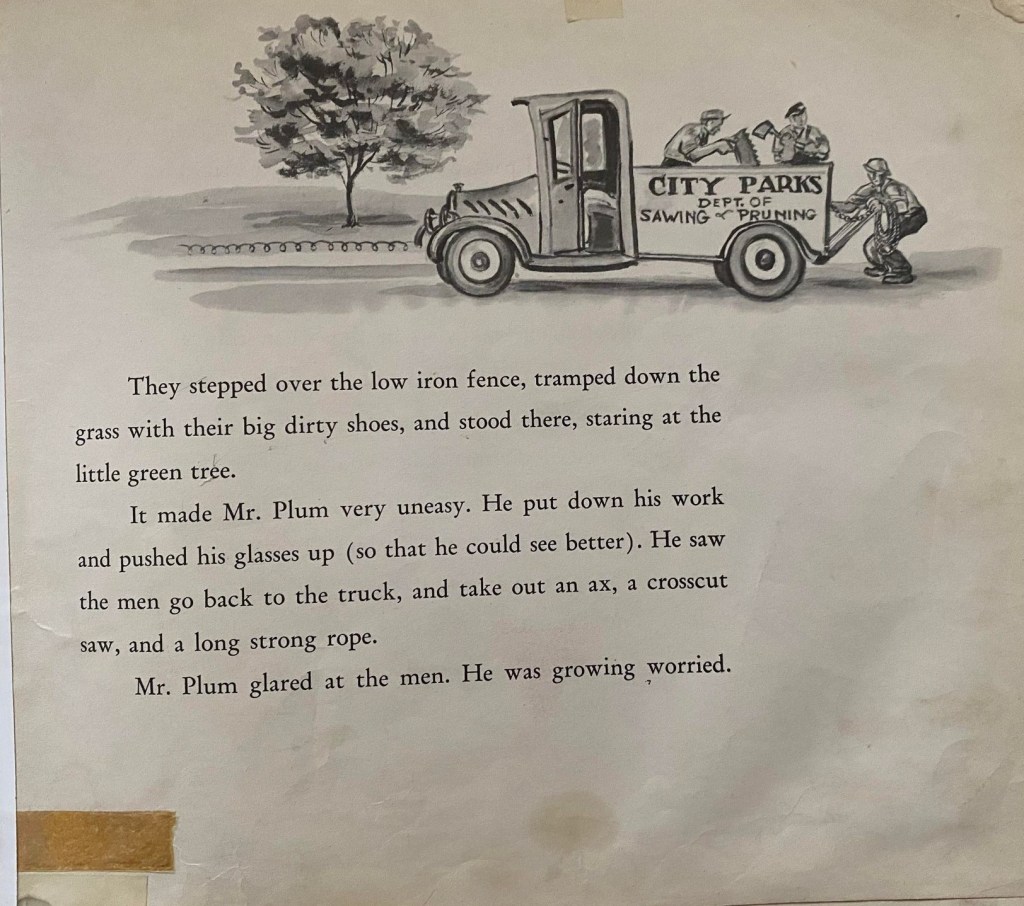 CITY PARKS
DEPT. OF
SAWING & PRUNING
They stepped over the low iron fence, tramped down the
grass with their big dirty shoes, and stood there, staring at the
little green tree.
It made Mr. Plum very uneasy. He put down his work
and pushed his glasses up (so that he could see better). He saw
the men go back to the truck, and take out an ax, a crosscut
saw, and a long strong rope.
Mr. Plum glared at the men. He was growing worried.